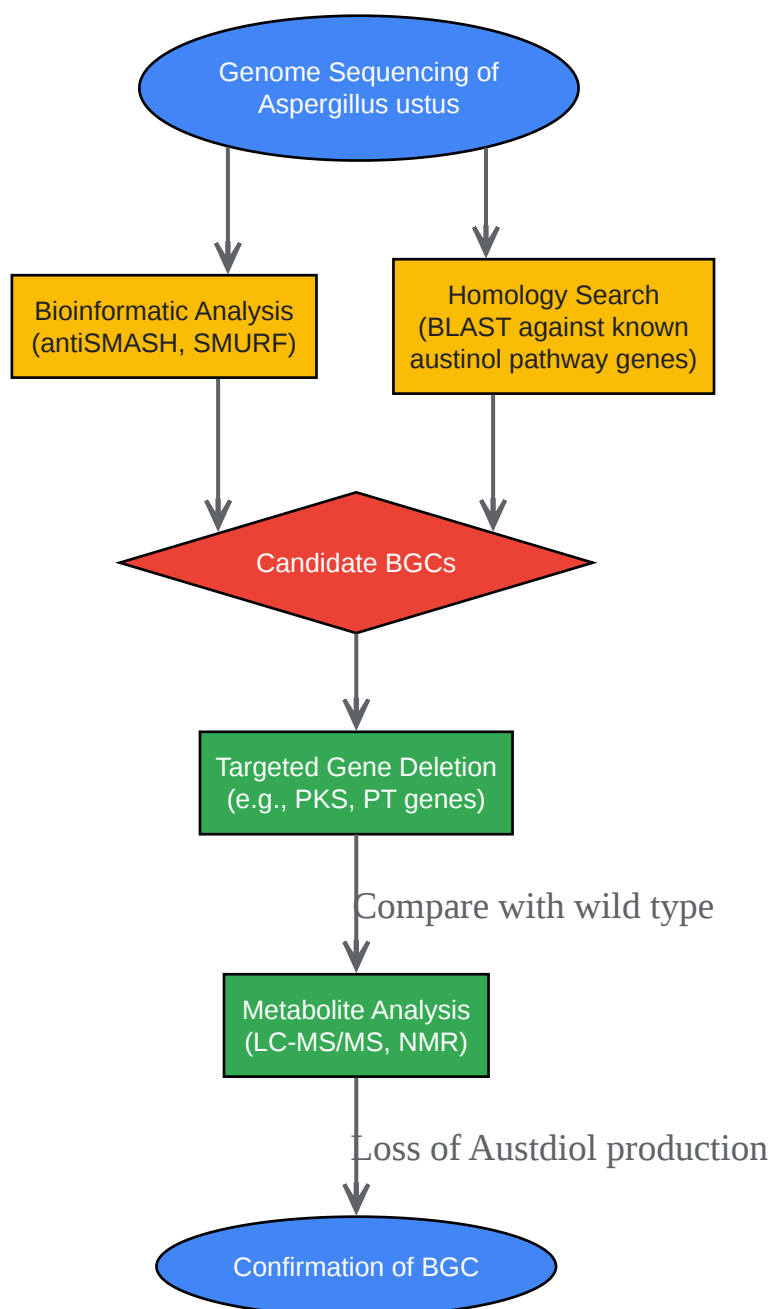 Genome Sequencing of
Aspergillus ustus
Bioinformatic Analysis
(antiSMASH, SMURF)
Homology Search
(BLAST against known
austinol pathway genes)
Candidate BGCs
Targeted Gene Deletion
(e.g., PKS, PT genes)
Compare with wild type
Metabolite Analysis
(LC-MS/MS, NMR)
Loss of Austdiol production
Confirmation of BGC